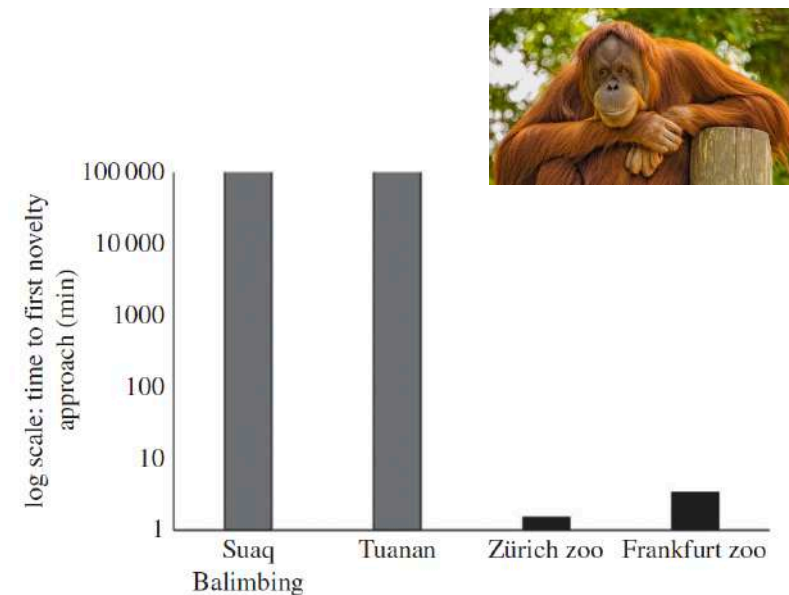 100 000
10 000
1000
100
10
1
log scale: time to first novelty
approach (min)
Suaq
Balimbing
Tuanan
Zürich zoo
Frankfurt zoo